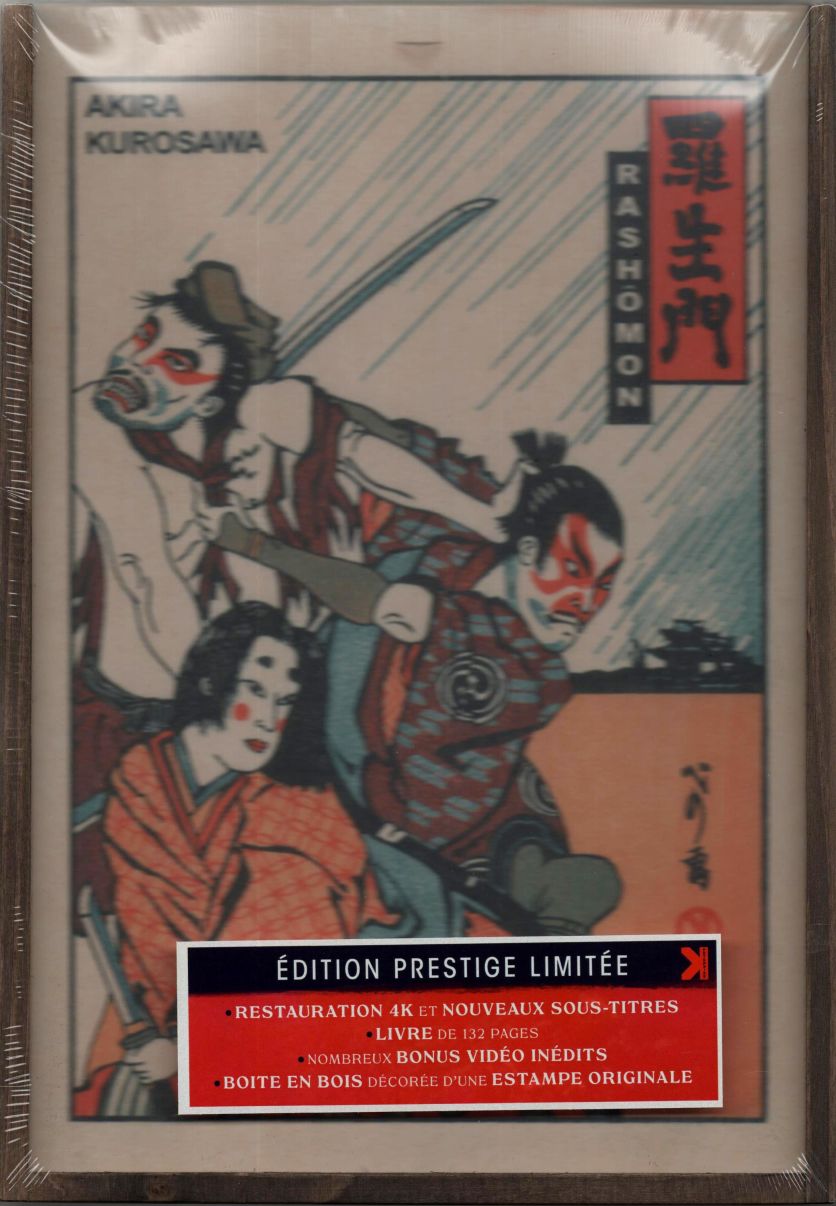 AKIRA
KUROSAWA
羅生門
RASHÔMON
ÉDITION PRESTIGE LIMITÉE
•RESTAURATION 4K ET NOUVEAUX SOUS-TITRES
•LIVRE DE 132 PAGES
•NOMBREUX BONUS VIDÉO INÉDITS
•BOITE EN BOIS DÉCORÉE D'UNE ESTAMPE ORIGINALE